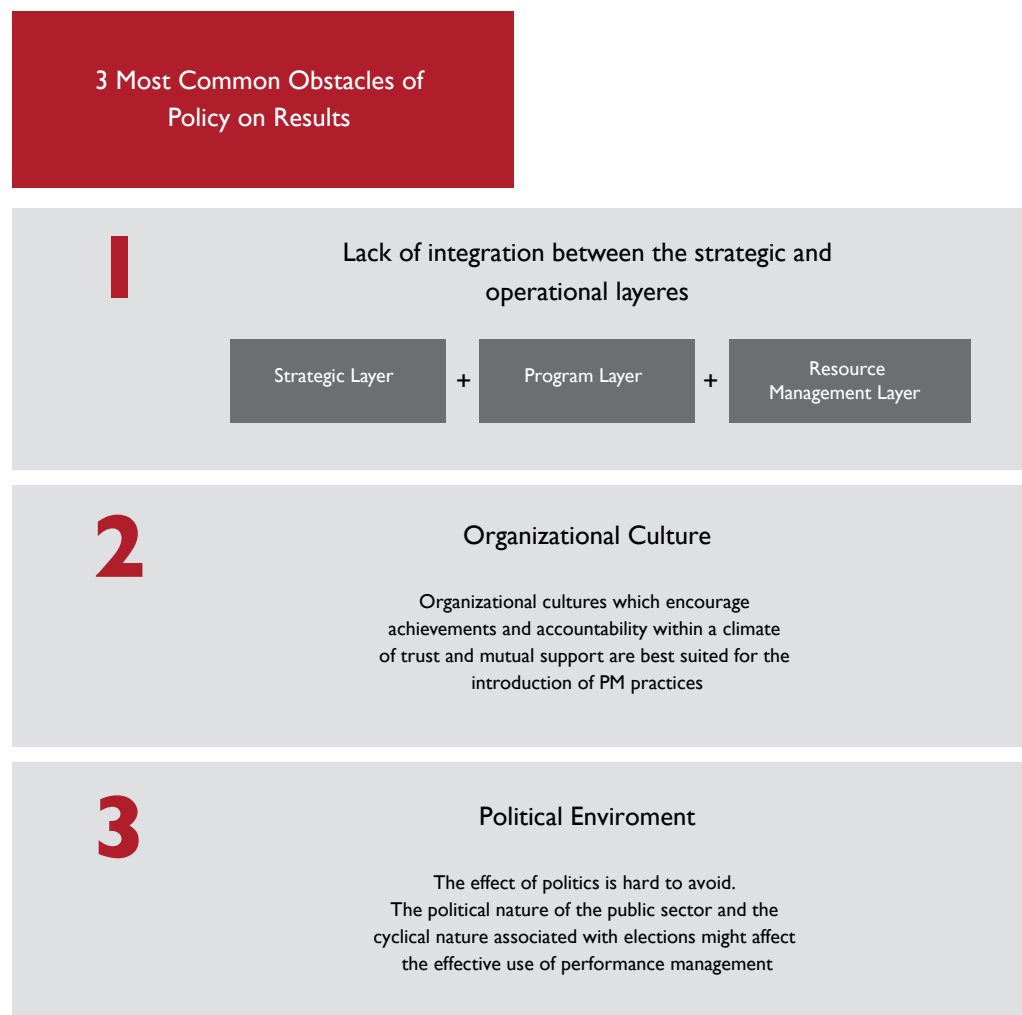 3 Most Common Obstacles of
Policy on Results
1
Lack of integration between the strategic and
operational layeres
Strategic Layer
+
Program Layer
+
Resource
Management Layer
2
Organizational Culture
Organizational cultures which encourage
achievements and accountability within a climate
of trust and mutual support are best suited for the
introduction of PM practices
3
Political Enviroment
The effect of politics is hard to avoid.
The political nature of the public sector and the
cyclical nature associated with elections might affect
the effective use of performance management